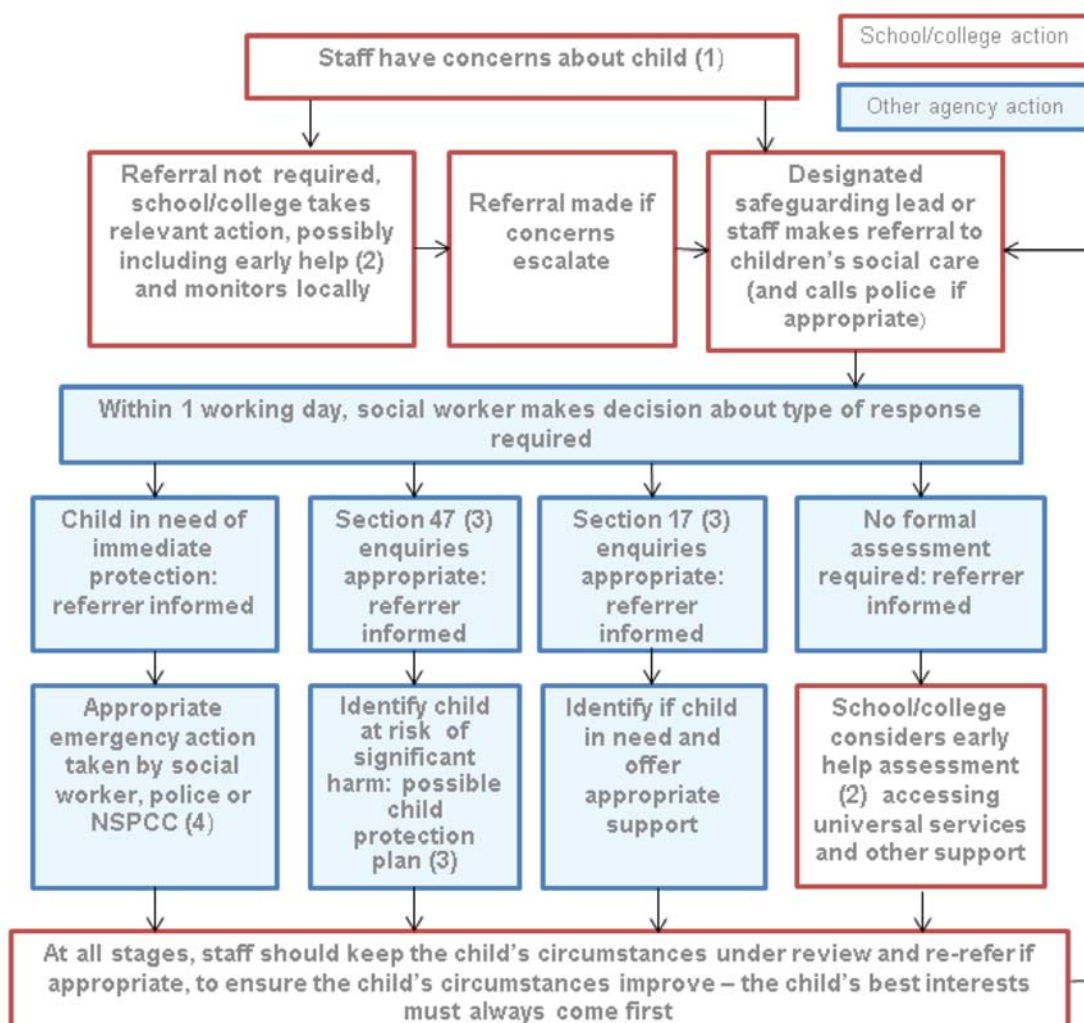 School/college action
Staff have concerns about child (1)
Other agency action
Referral not required,
school/college takes
relevant action, possibly
including early help (2)
and monitors locally
Referral made if
concerns
escalate
Designated
safeguarding lead or
staff makes referral to
children's social care
(and calls police if
appropriate)
Within 1 working day, social worker makes decision about type of response
required
Child in need of
immediate
protection:
referrer informed
Section 47 (3)
enquiries
appropriate:
referrer
informed
Section 17 (3)
enquiries
appropriate:
referrer
informed
No formal
assessment
required: referrer
informed
Appropriate
emergency action
taken by social
worker, police or
NSPCC (4)
Identify child
at risk of
significant
harm: possible
child
protection
plan (3)
Identify if child
in need and
offer
appropriate
support
School/college
considers early
help assessment
(2) accessing
universal services
and other support
At all stages, staff should keep the child's circumstances under review and re-refer if
appropriate, to ensure the child's circumstances improve – the child's best interests
must always come first